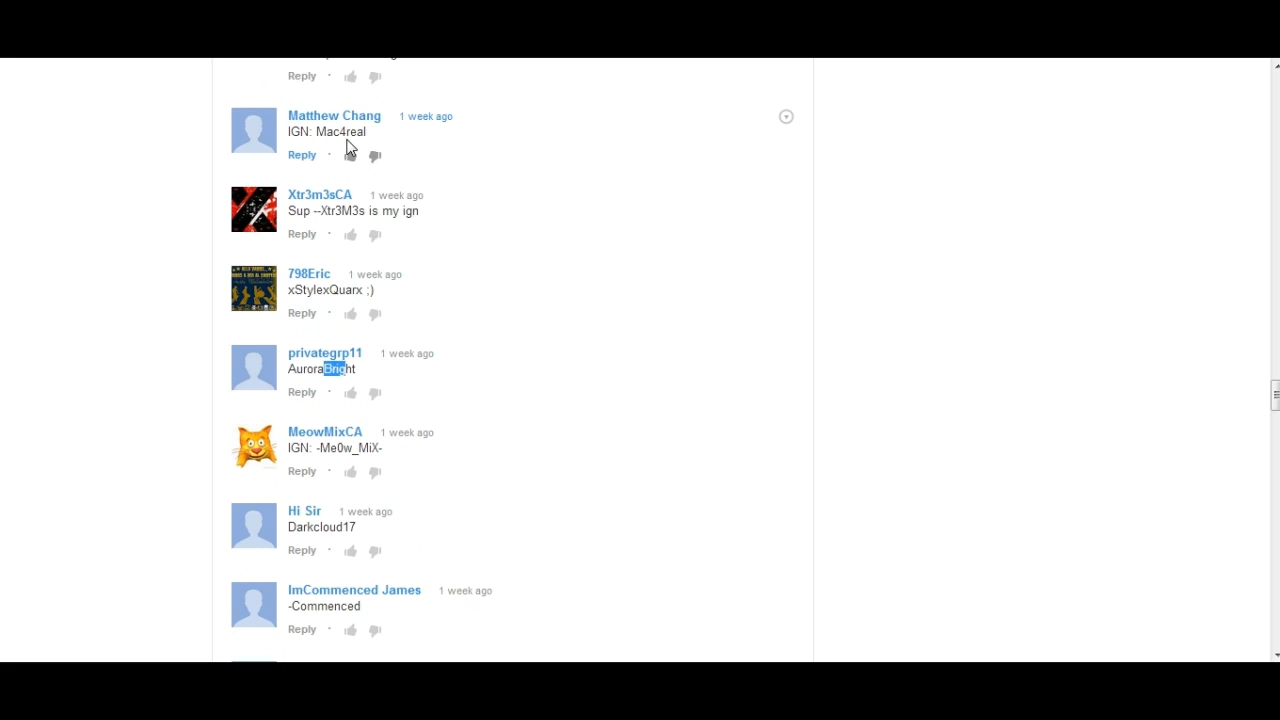 Reply ·
Matthew Chang 1 week ago
IGN: Mac4real
Reply ·
Xtr3m3sCA 1 week ago
Sup --Xtr3M3s is my ign
Reply ·
798Eric 1 week ago
xStylexQuarx ;)
Reply ·
privategrp11 1 week ago
AuroraBright
Reply ·
MeowMixCA 1 week ago
IGN: -Me0w_MiX-
Reply ·
Hi Sir 1 week ago
Darkcloud17
Reply ·
ImCommenced James 1 week ago
-Commenced
Reply ·